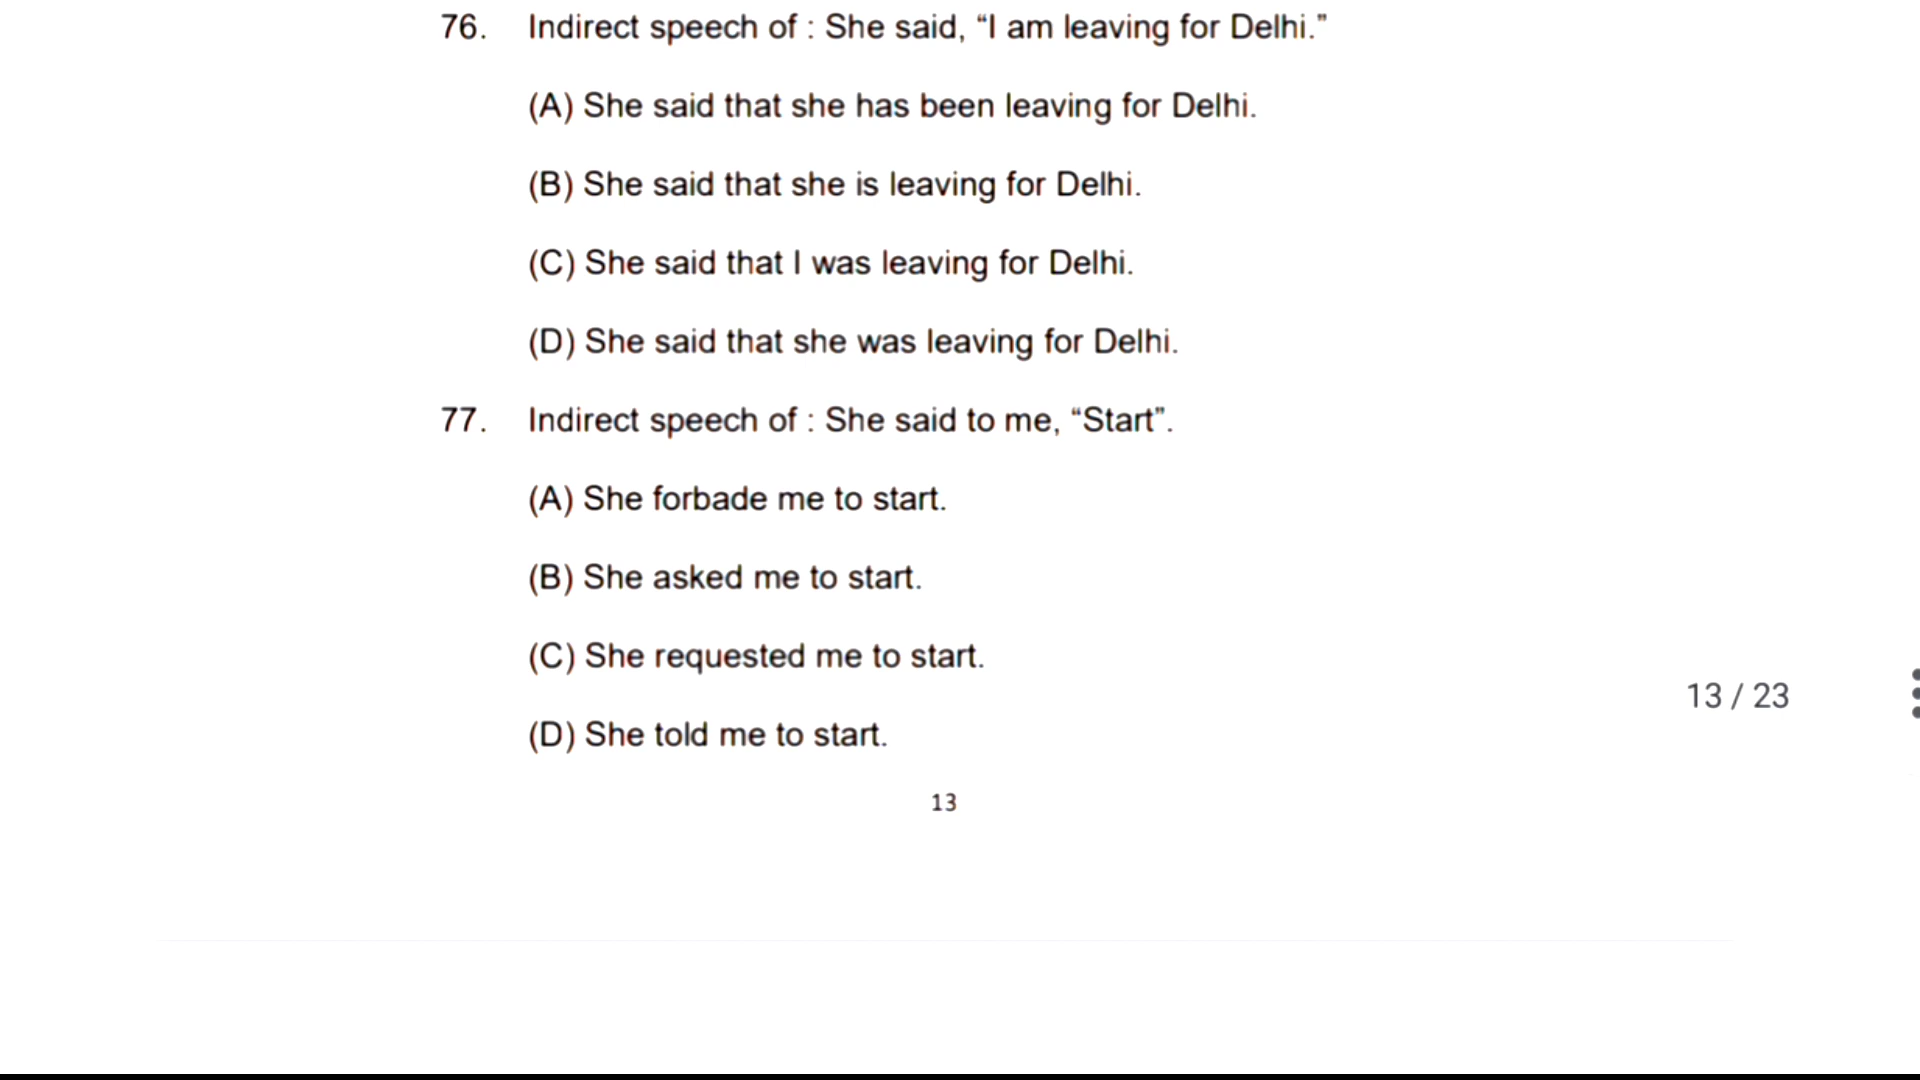 76. Indirect speech of : She said, “I am leaving for Delhi.”
(A) She said that she has been leaving for Delhi.
(B) She said that she is leaving for Delhi.
(C) She said that I was leaving for Delhi.
(D) She said that she was leaving for Delhi.
77. Indirect speech of : She said to me, “Start”.
(A) She forbade me to start.
(B) She asked me to start.
(C) She requested me to start.
13 / 23
(D) She told me to start.
13